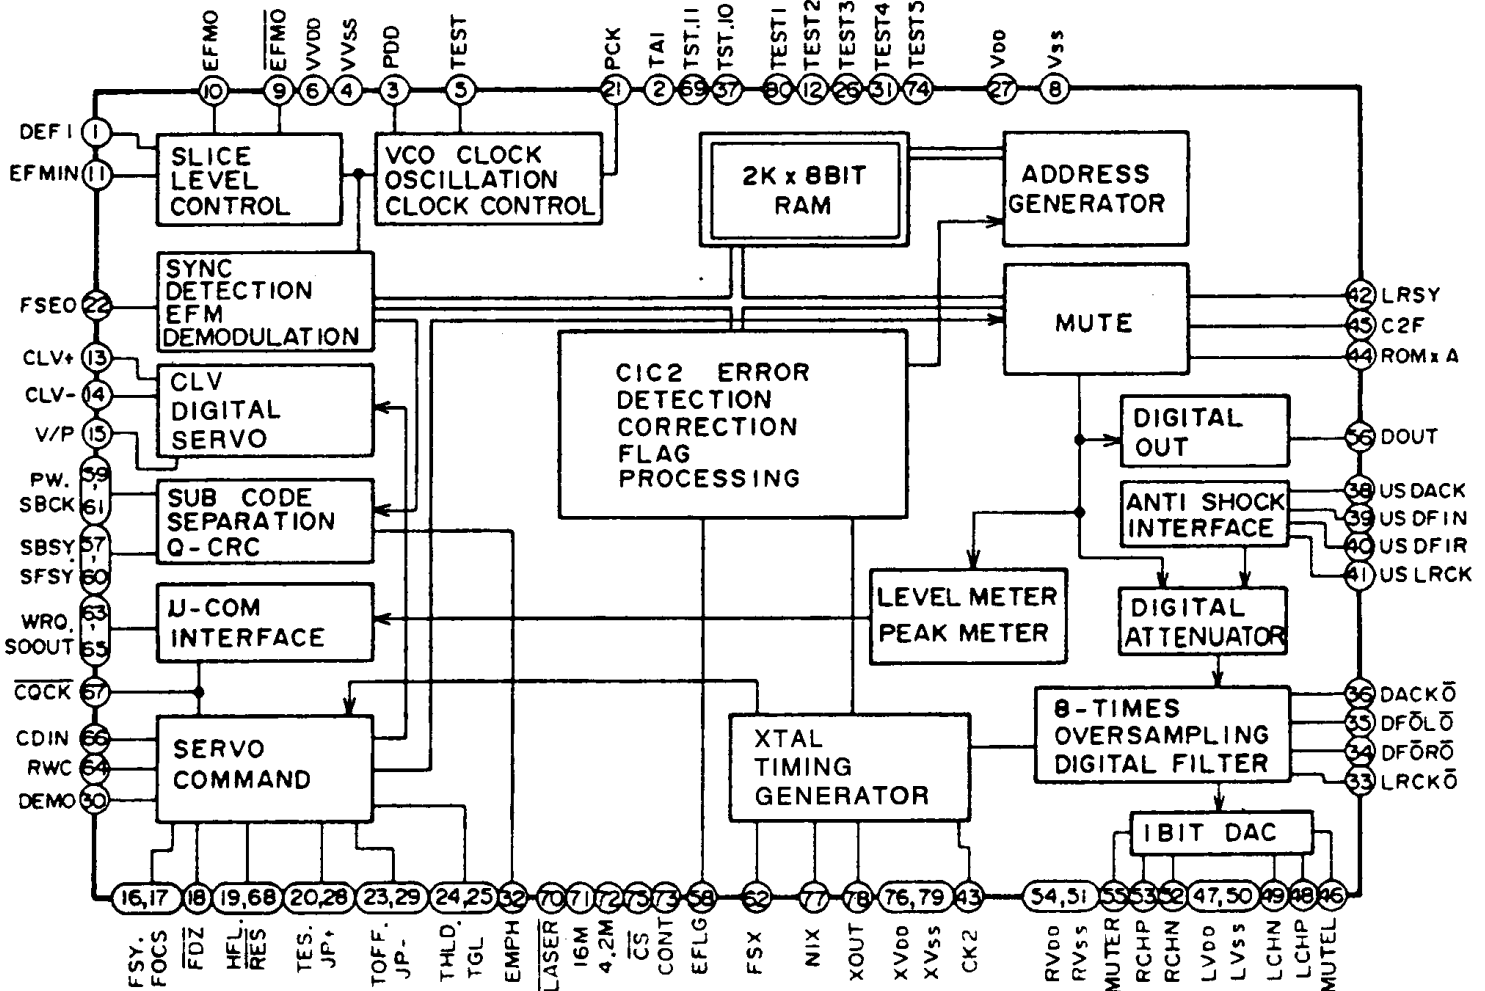 EFMO
EFMO
VVDD
VVSS
PDD
TEST
PCK
TAI
TST.11
TST.10
TEST1
TEST2
TEST3
TEST4
TEST5
VDD
VSS
10
9
6
4
3
5
21
2
69
37
80
12
26
31
74
27
8
DEFI 1
EFMIN 11
SLICE
LEVEL
CONTROL
VCO CLOCK
OSCILLATION
CLOCK CONTROL
2K x 8BIT
RAM
ADDRESS
GENERATOR
FSEO 22
SYNC
DETECTION
EFM
DEMODULATION
MUTE
42 LRSY
45 C2F
44 ROMxA
CLV+ 13
CLV- 14
V/P 15
CLV
DIGITAL
SERVO
C1C2 ERROR
DETECTION
CORRECTION
FLAG
PROCESSING
DIGITAL
OUT
56 DOUT
PW. 59
,
SBCK 61
SBSY 57
,
SFSY 60
SUB CODE
SEPARATION
Q-CRC
ANTI SHOCK
INTERFACE
38 USDACK
39 USDFIN
40 USDFIR
41 USLRCK
WRQ. 63
,
SQOUT 65
μ-COM
INTERFACE
LEVEL METER
PEAK METER
DIGITAL
ATTENUATOR
CQCK 67
CDIN 66
RWC 64
DEMO 30
SERVO
COMMAND
XTAL
TIMING
GENERATOR
8-TIMES
OVERSAMPLING
DIGITAL FILTER
36 DACKŌ
35 DFŌLŌ
34 DFŌRŌ
33 LRCKŌ
1BIT DAC
16,17
18
19,68
20,28
23,29
24,25
32
70
71
72
75
73
58
62
77
78
76,79
43
54,51
55
53
52
47,50
49
48
46
FSY.
FOCS
FDZ
HFL.
RES
TES.
JP+
TOFF.
JP-
THLD.
TGL
EMPH
LASER
16M
4.2M
CS
CONT
EFLG
FSX
NIX
XOUT
XVDD
XVSS
CK2
RVDD
RVSS
MUTER
RCHP
RCHN
LVDD
LVSS
LCHN
LCHP
MUTEL